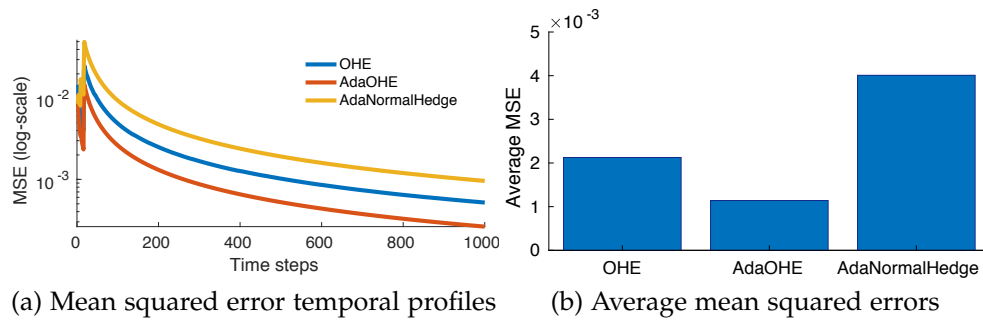 MSE (log-scale)
10^-2
10^-3
0
200
400
600
800
1000
Time steps
OHE
AdaOHE
AdaNormalHedge
(a) Mean squared error temporal profiles
×10^-3
Average MSE
5
4
3
2
1
0
OHE
AdaOHE
AdaNormalHedge
(b) Average mean squared errors